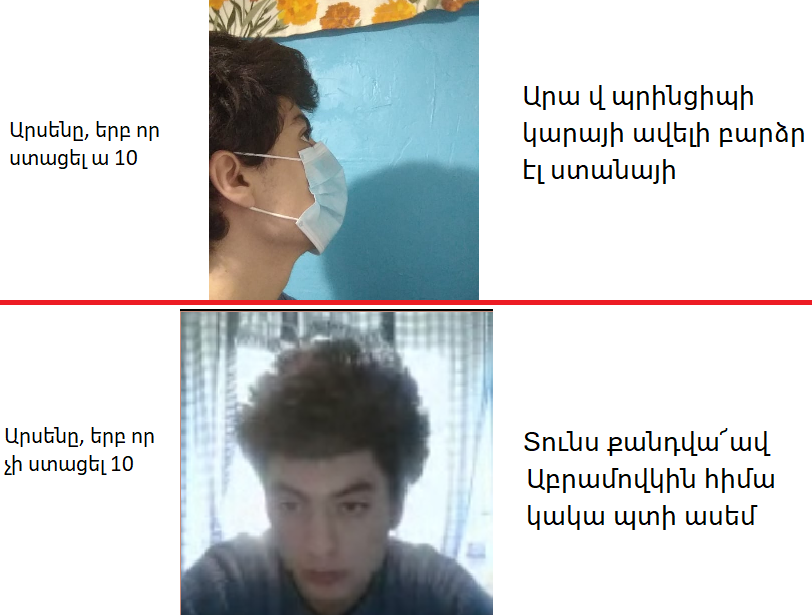 Արսենը, երբ որ
ստացել ա 10
Արա վ պրինցիպի
կարայի ավելի բարձր
էլ ստանայի
Արսենը, երբ որ
չի ստացել 10
Տունս քանդվա՜ավ
Աբրամովկին հիմա
կակա պտի ասեմ